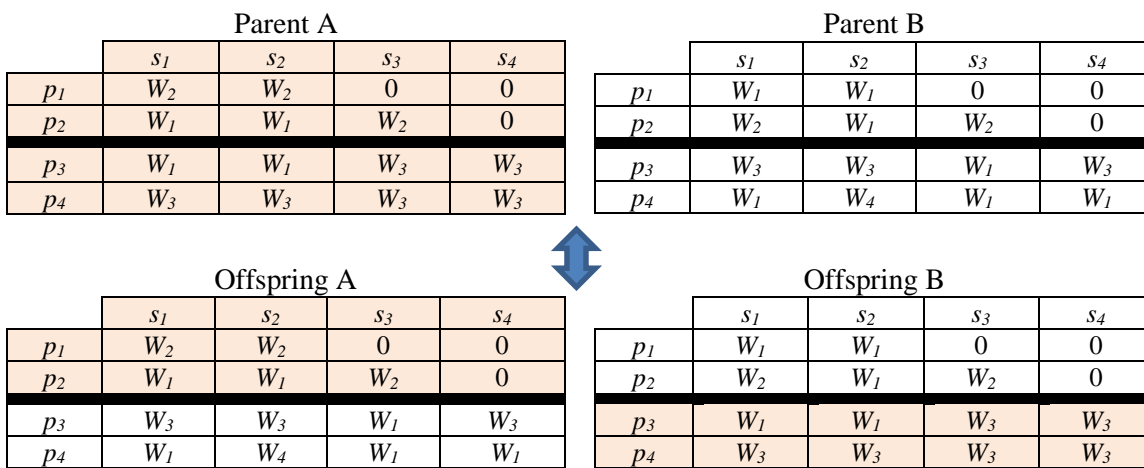 Parent A
s1 s2 s3 s4
p1 W2 W2 0 0
p2 W1 W1 W2 0
p3 W1 W1 W3 W3
p4 W3 W3 W3 W3
Parent B
s1 s2 s3 s4
p1 W1 W1 0 0
p2 W2 W1 W2 0
p3 W3 W3 W1 W3
p4 W1 W4 W1 W1
Offspring A
s1 s2 s3 s4
p1 W2 W2 0 0
p2 W1 W1 W2 0
p3 W3 W3 W1 W3
p4 W1 W4 W1 W1
Offspring B
s1 s2 s3 s4
p1 W1 W1 0 0
p2 W2 W1 W2 0
p3 W1 W1 W3 W3
p4 W3 W3 W3 W3